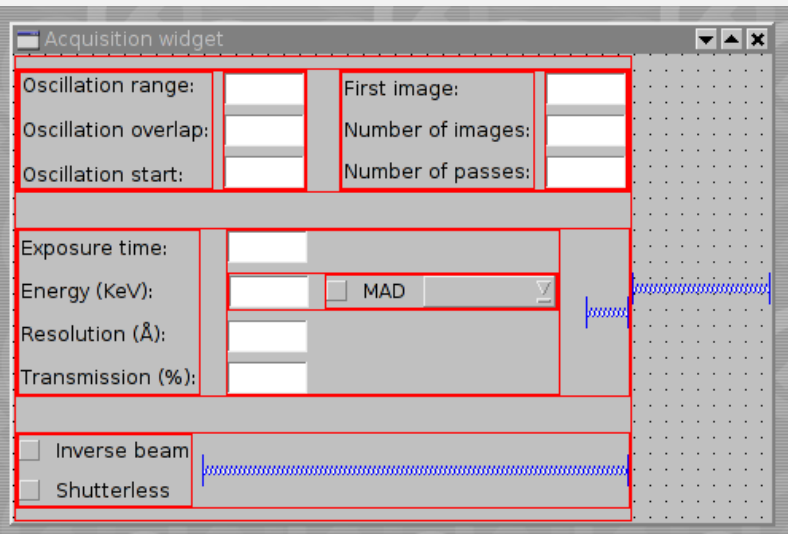 Acquisition widget
Oscillation range:
First image:
Oscillation overlap:
Number of images:
Oscillation start:
Number of passes:
Exposure time:
Energy (KeV):
MAD
Resolution (Å):
Transmission (%):
Inverse beam
Shutterless